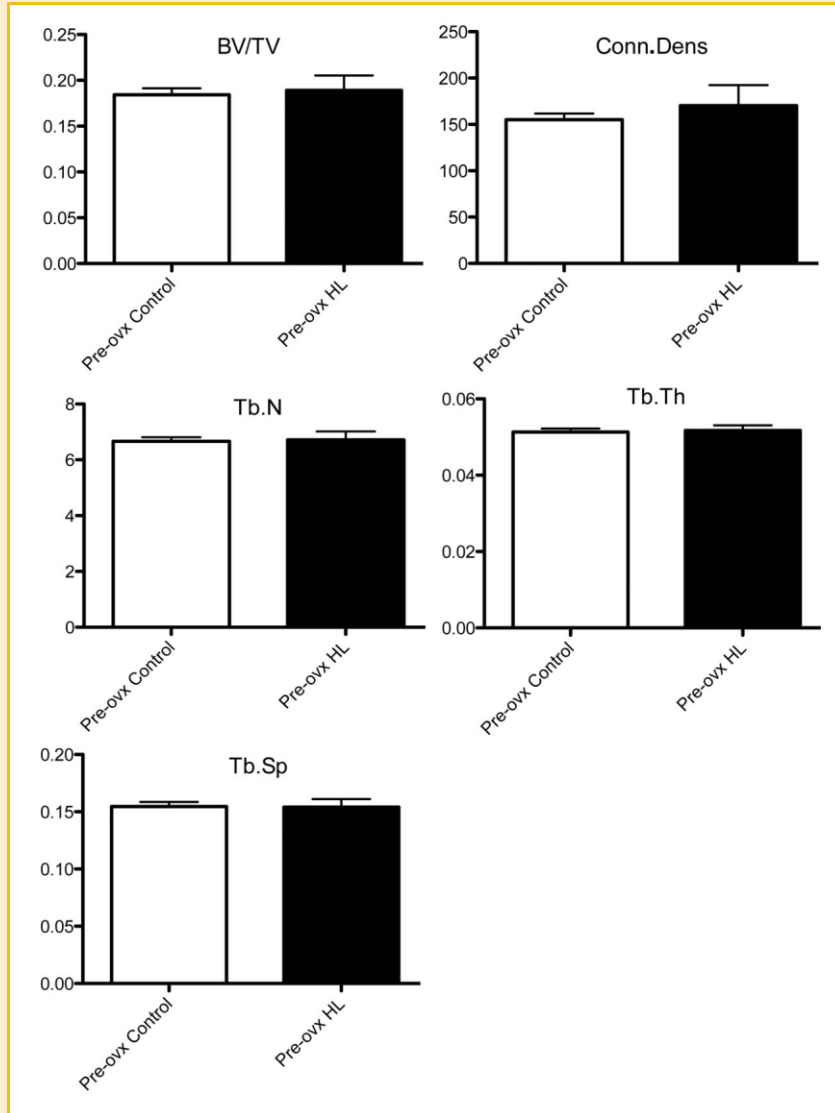 BV/TV
0.25
0.20
0.15
0.10
0.05
0.00
Pre-ovx Control
Pre-ovx HL
Conn.Dens
250
200
150
100
50
0
Pre-ovx Control
Pre-ovx HL
Tb.N
8
6
4
2
0
Pre-ovx Control
Pre-ovx HL
Tb.Th
0.06
0.04
0.02
0.00
Pre-ovx Control
Pre-ovx HL
Tb.Sp
0.20
0.15
0.10
0.05
0.00
Pre-ovx Control
Pre-ovx HL